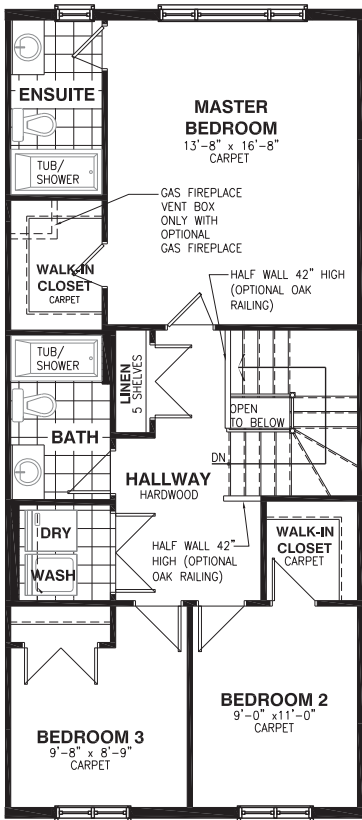 ENSUITE
TUB/
SHOWER
MASTER
BEDROOM
13'-8" x 16'-8"
CARPET
GAS FIREPLACE
VENT BOX
ONLY WITH
OPTIONAL
GAS FIREPLACE
WALK-IN
CLOSET
CARPET
HALF WALL 42" HIGH
(OPTIONAL OAK
RAILING)
TUB/
SHOWER
LINEN
5 SHELVES
OPEN
TO BELOW
BATH
DN
HALLWAY
HARDWOOD
DRY
WASH
HALF WALL 42"
HIGH (OPTIONAL
OAK RAILING)
WALK-IN
CLOSET
CARPET
BEDROOM 2
9'-0" x11'-0"
CARPET
BEDROOM 3
9'-8" x 8'-9"
CARPET